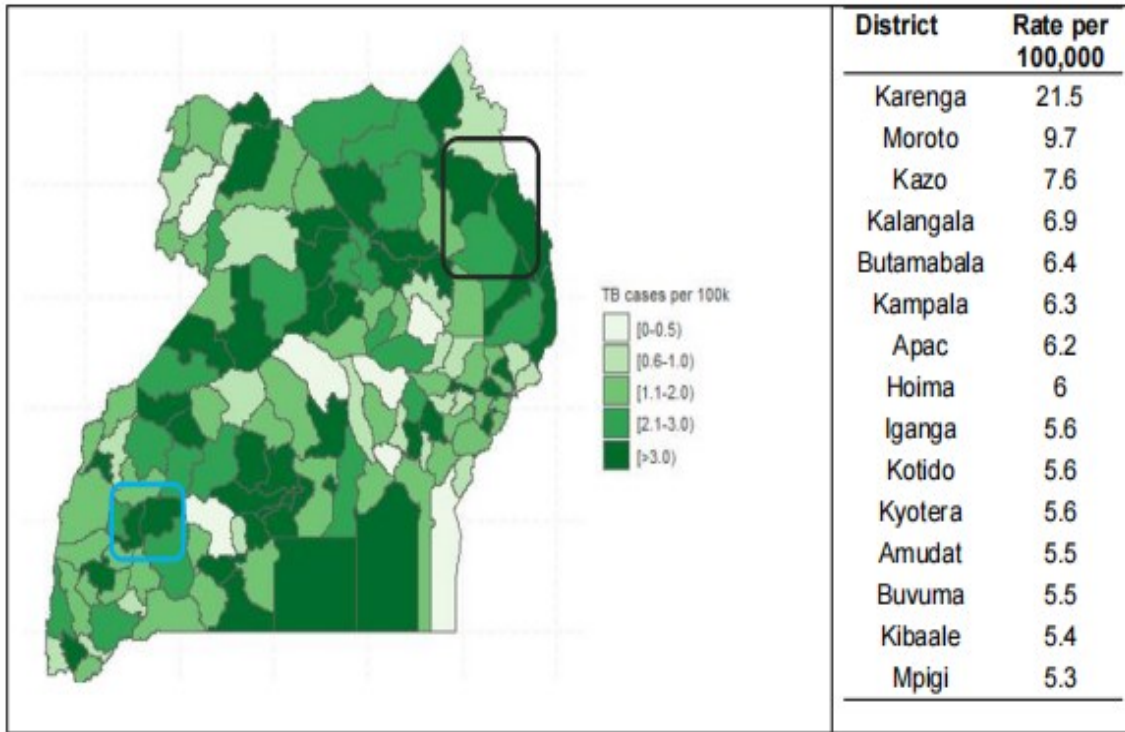 TB cases per 100k
[0-0.5)
[0.6-1.0)
[1.1-2.0)
[2.1-3.0)
[>3.0)
District Rate per
100,000
Karenga 21.5
Moroto 9.7
Kazo 7.6
Kalangala 6.9
Butamabala 6.4
Kampala 6.3
Apac 6.2
Hoima 6
Iganga 5.6
Kotido 5.6
Kyotera 5.6
Amudat 5.5
Buvuma 5.5
Kibaale 5.4
Mpigi 5.3